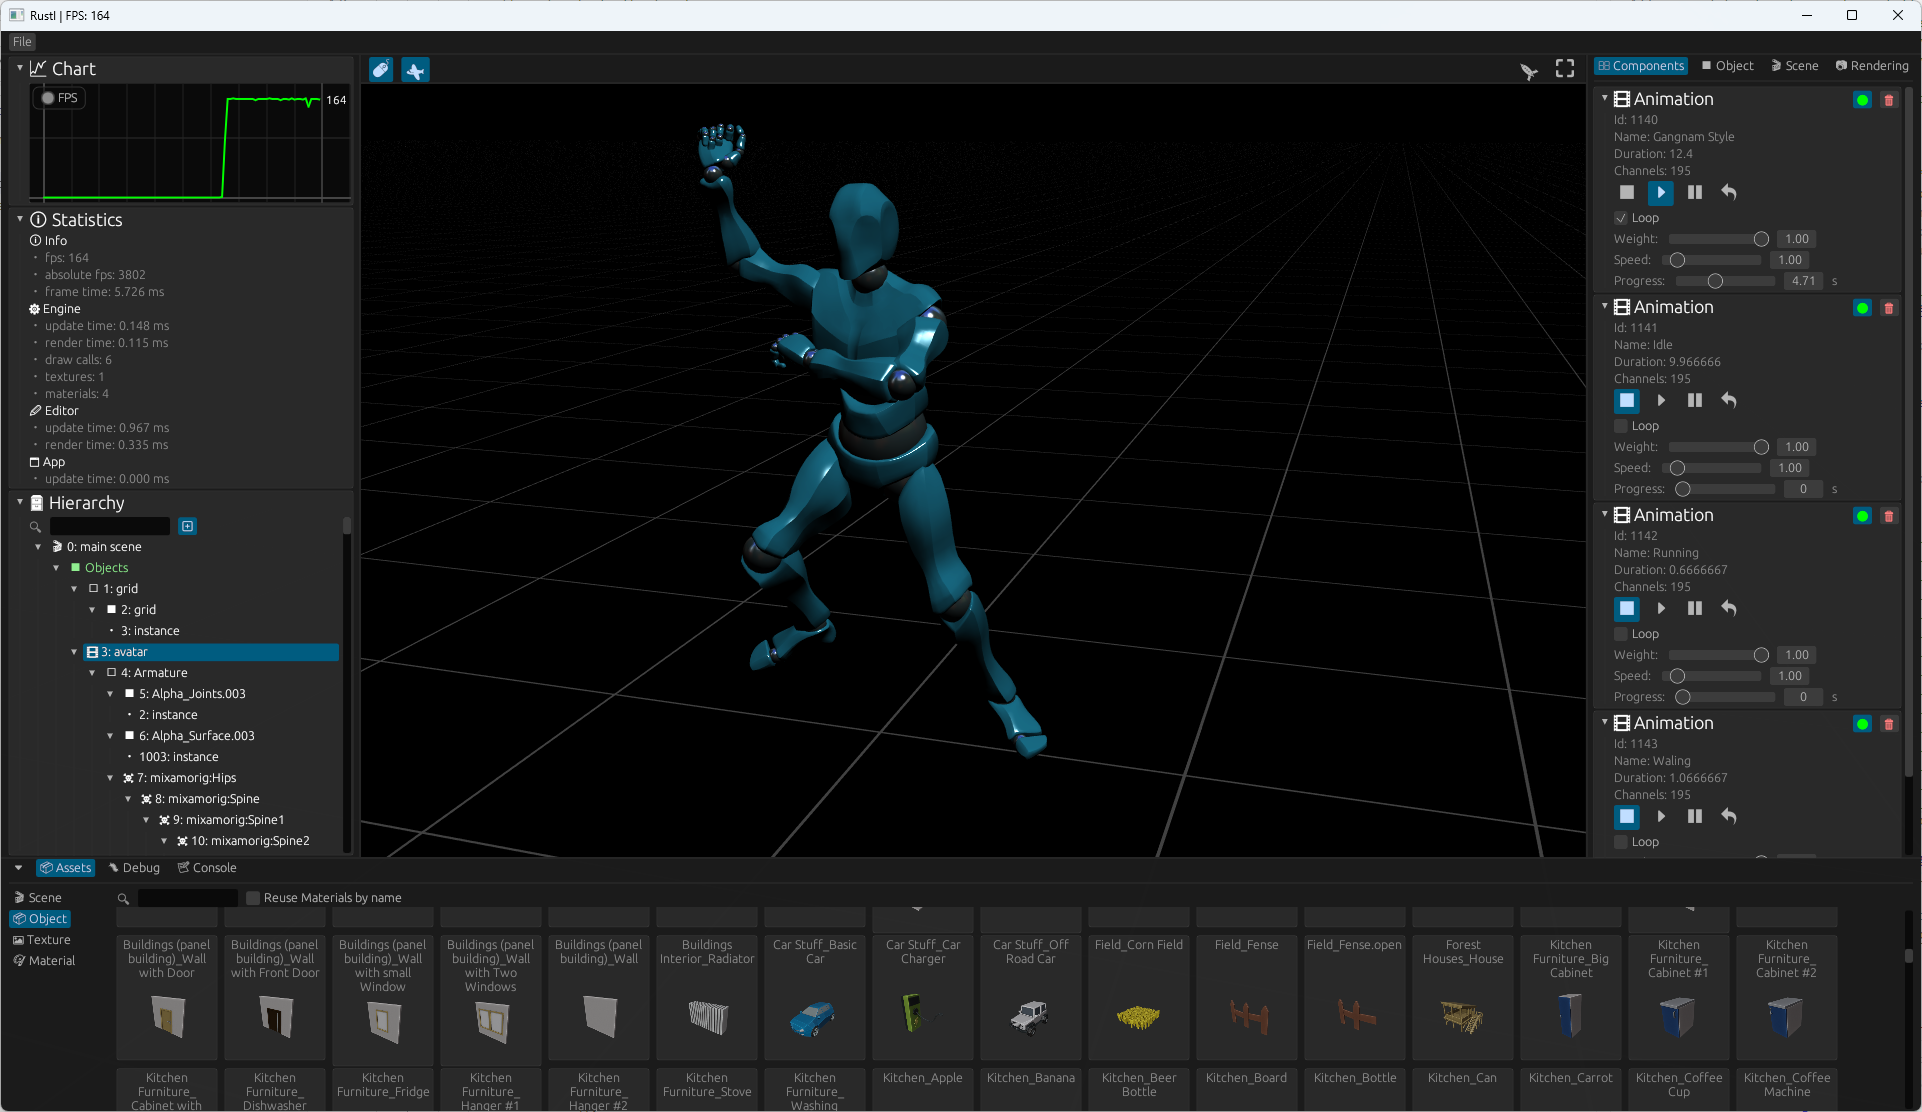 RustI | FPS: 164
File
Chart
FPS
164
Statistics
Info
fps: 164
absolute fps: 3802
frame time: 5.726 ms
Engine
update time: 0.148 ms
render time: 0.115 ms
draw calls: 6
textures: 1
materials: 4
Editor
update time: 0.967 ms
render time: 0.335 ms
App
update time: 0.000 ms
Hierarchy
0: main scene
Objects
1: grid
2: grid
3: instance
3: avatar
4: Armature
5: Alpha_Joints.003
2: instance
6: Alpha_Surface.003
1003: instance
7: mixamorig:Hips
8: mixamorig:Spine
9: mixamorig:Spine1
10: mixamorig:Spine2
Components Object Scene Rendering
Animation
Id: 1140
Name: Gangnam Style
Duration: 12.4
Channels: 195
Loop
Weight: 1.00
Speed: 1.00
Progress: 4.71 s
Animation
Id: 1141
Name: Idle
Duration: 9.966666
Channels: 195
Loop
Weight: 1.00
Speed: 1.00
Progress: 0 s
Animation
Id: 1142
Name: Running
Duration: 0.6666667
Channels: 195
Loop
Weight: 1.00
Speed: 1.00
Progress: 0 s
Animation
Id: 1143
Name: Waling
Duration: 1.0666667
Channels: 195
Loop
Assets Debug Console
Scene
Object
Texture
Material
Reuse Materials by name
Buildings (panel
building)_Wall
with Door
Buildings (panel
building)_Wall
with Front Door
Buildings (panel
building)_Wall
with small
Window
Buildings (panel
building)_Wall
with Two
Windows
Buildings (panel
building)_Wall
Buildings
Interior_Radiator
Car Stuff_Basic
Car
Car Stuff_Car
Charger
Car Stuff_Off
Road Car
Field_Corn Field
Field_Fense
Field_Fense.open
Forest
Houses_House
Kitchen
Furniture_Big
Cabinet
Kitchen
Furniture_
Cabinet #1
Kitchen
Furniture_
Cabinet #2
Kitchen
Furniture_
Cabinet with
Kitchen
Furniture_
Dishwasher
Kitchen
Furniture_Fridge
Kitchen
Furniture_
Hanger #1
Kitchen
Furniture_
Hanger #2
Kitchen
Furniture_Stove
Kitchen
Furniture_
Washing
Kitchen_Apple
Kitchen_Banana
Kitchen_Beer
Bottle
Kitchen_Board
Kitchen_Bottle
Kitchen_Can
Kitchen_Carrot
Kitchen_Coffee
Cup
Kitchen_Coffee
Machine